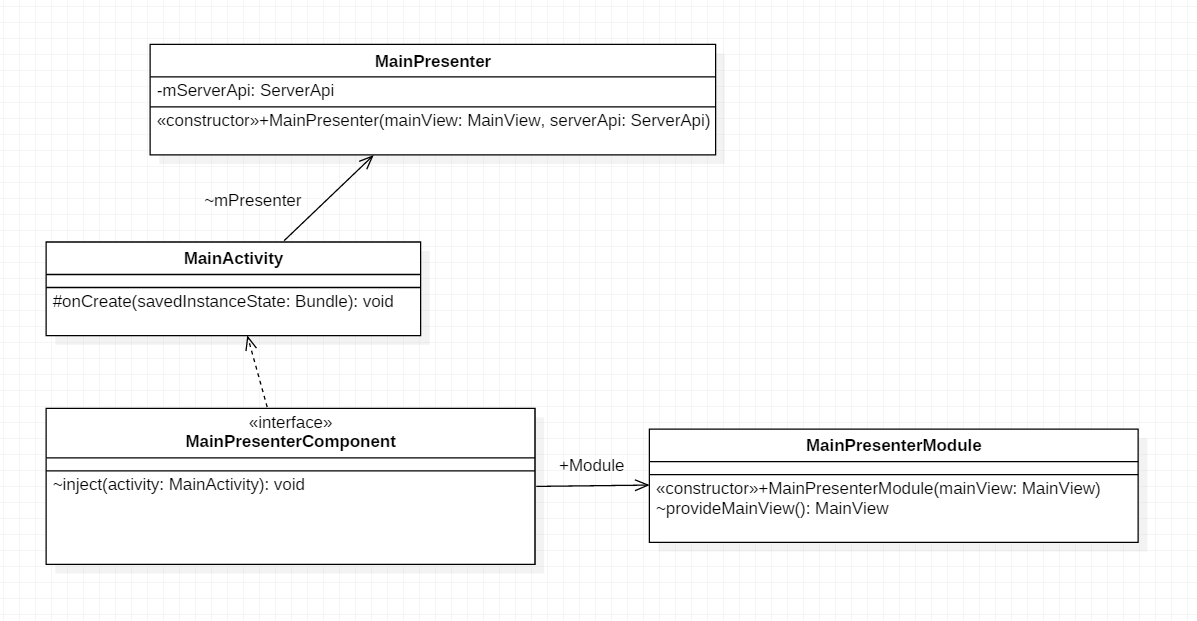 MainPresenter
-mServerApi: ServerApi
«constructor»+MainPresenter(mainView: MainView, serverApi: ServerApi)
~mPresenter
MainActivity
#onCreate(savedInstanceState: Bundle): void
«interface»
MainPresenterComponent
~inject(activity: MainActivity): void
+Module
MainPresenterModule
«constructor»+MainPresenterModule(mainView: MainView)
~provideMainView(): MainView